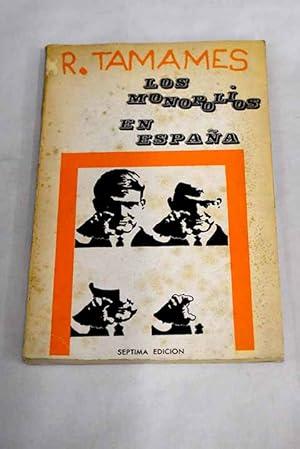 R. TAMAMES
LOS
MONOPOLIOS
EN
ESPAÑA
SEPTIMA EDICION